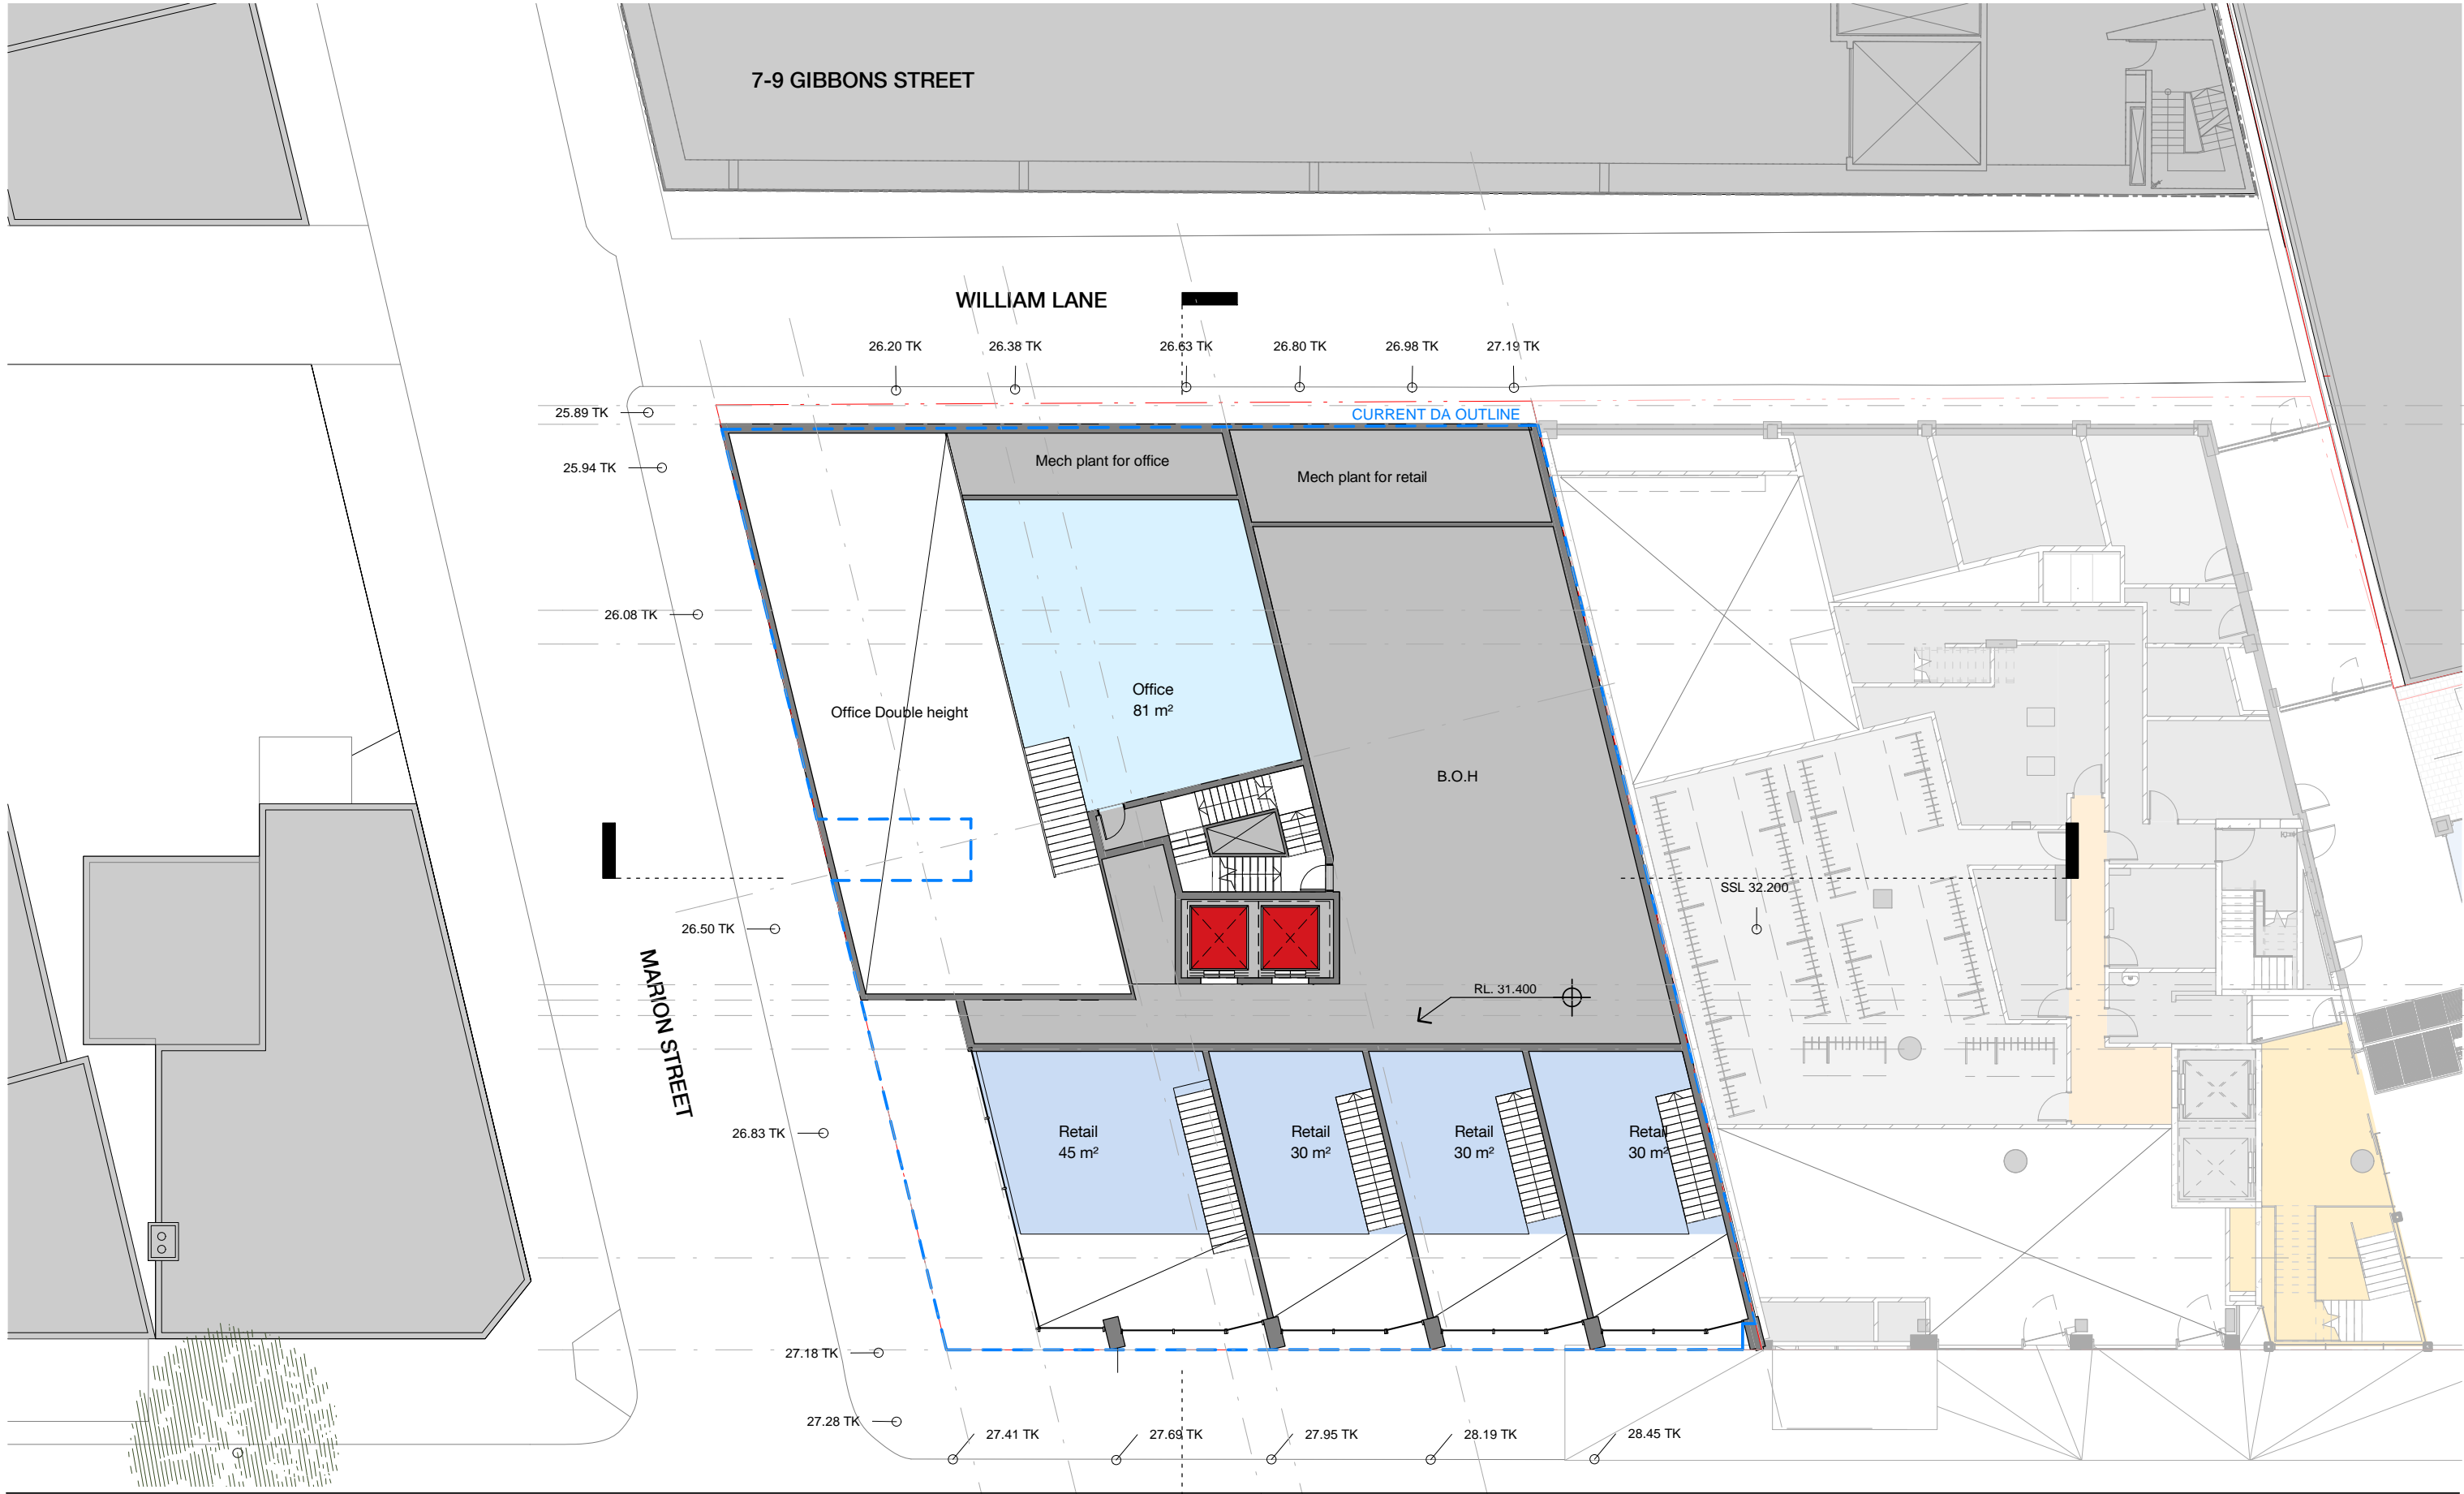 7-9 GIBBONS STREET
WILLIAM LANE
26.20 TK
26.38 TK
26.63 TK
26.80 TK
26.98 TK
27.19 TK
25.89 TK
CURRENT DA OUTLINE
25.94 TK
Mech plant for office
Mech plant for retail
26.08 TK
Office
81 m²
Office Double height
B.O.H
SSL 32.200
26.50 TK
MARION STREET
RL. 31.400
26.83 TK
Retail
45 m²
Retail
30 m²
Retail
30 m²
Retail
30 m²
27.18 TK
27.28 TK
27.41 TK
27.69 TK
27.95 TK
28.19 TK
28.45 TK